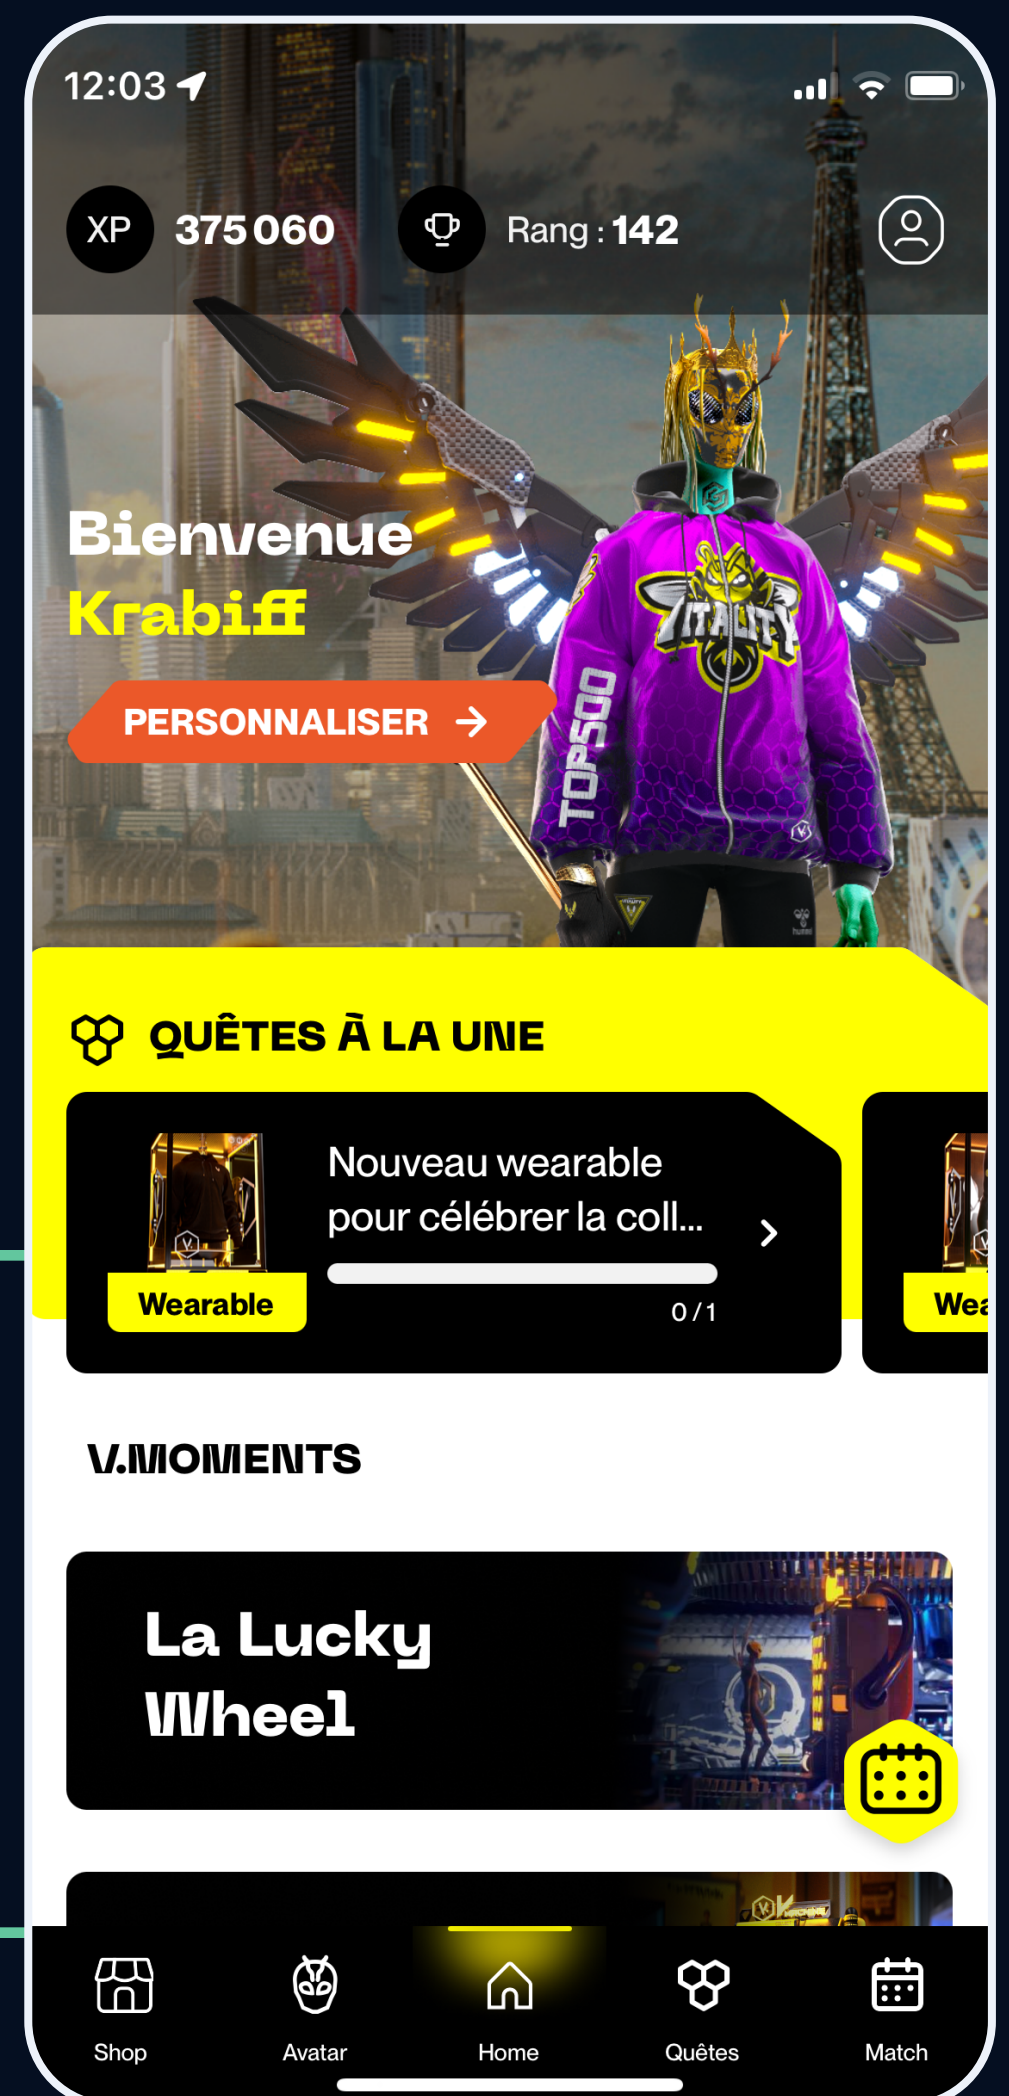 12:03
XP 375 060 Rang : 142
Bienvenue
Krabiff
PERSONNALISER
VITALITY
TOP500
hummel
QUÊTES À LA UNE
Nouveau wearable
pour célébrer la coll...
Wearable
0 / 1
Wea
V.MOMENTS
La Lucky
Wheel
Shop Avatar Home Quêtes Match